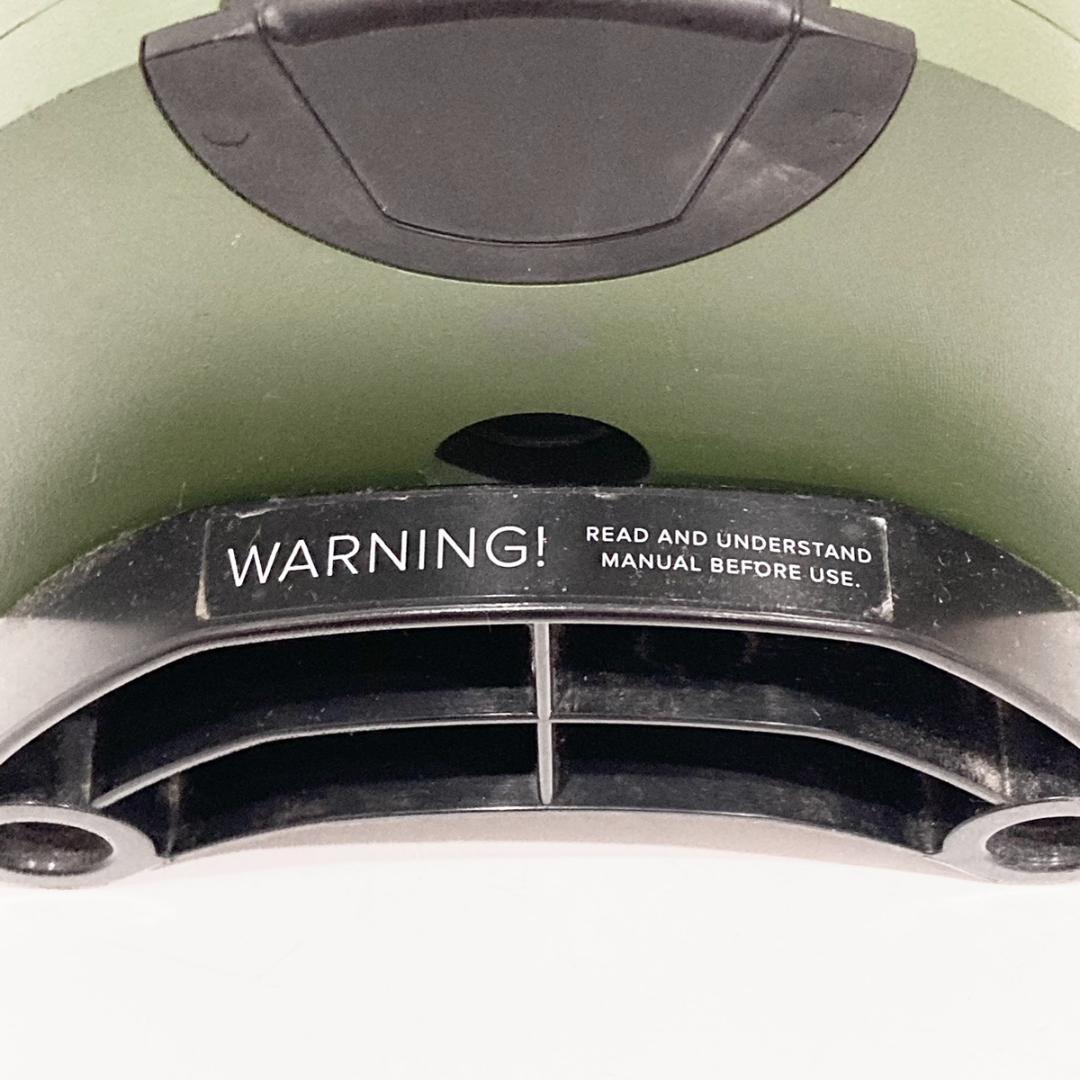 WARNING!
READ AND UNDERSTAND
MANUAL BEFORE USE.